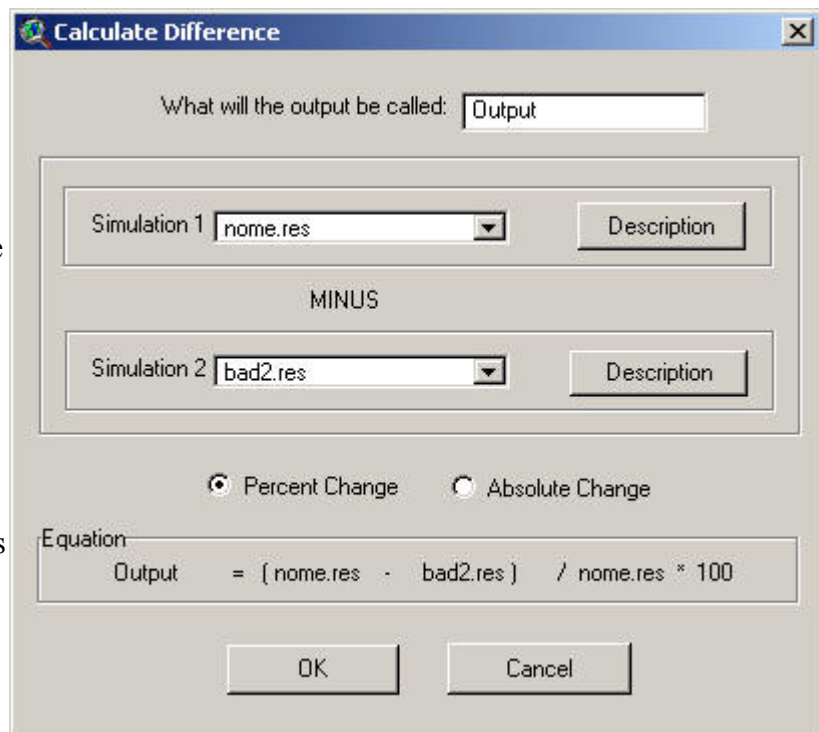 Calculate Difference
What will the output be called: Output
Simulation 1 nome.res Description
e
MINUS
Simulation 2 bad2.res Description
Percent Change Absolute Change
s
Equation
Output = ( nome.res - bad2.res ) / nome.res * 100
OK Cancel